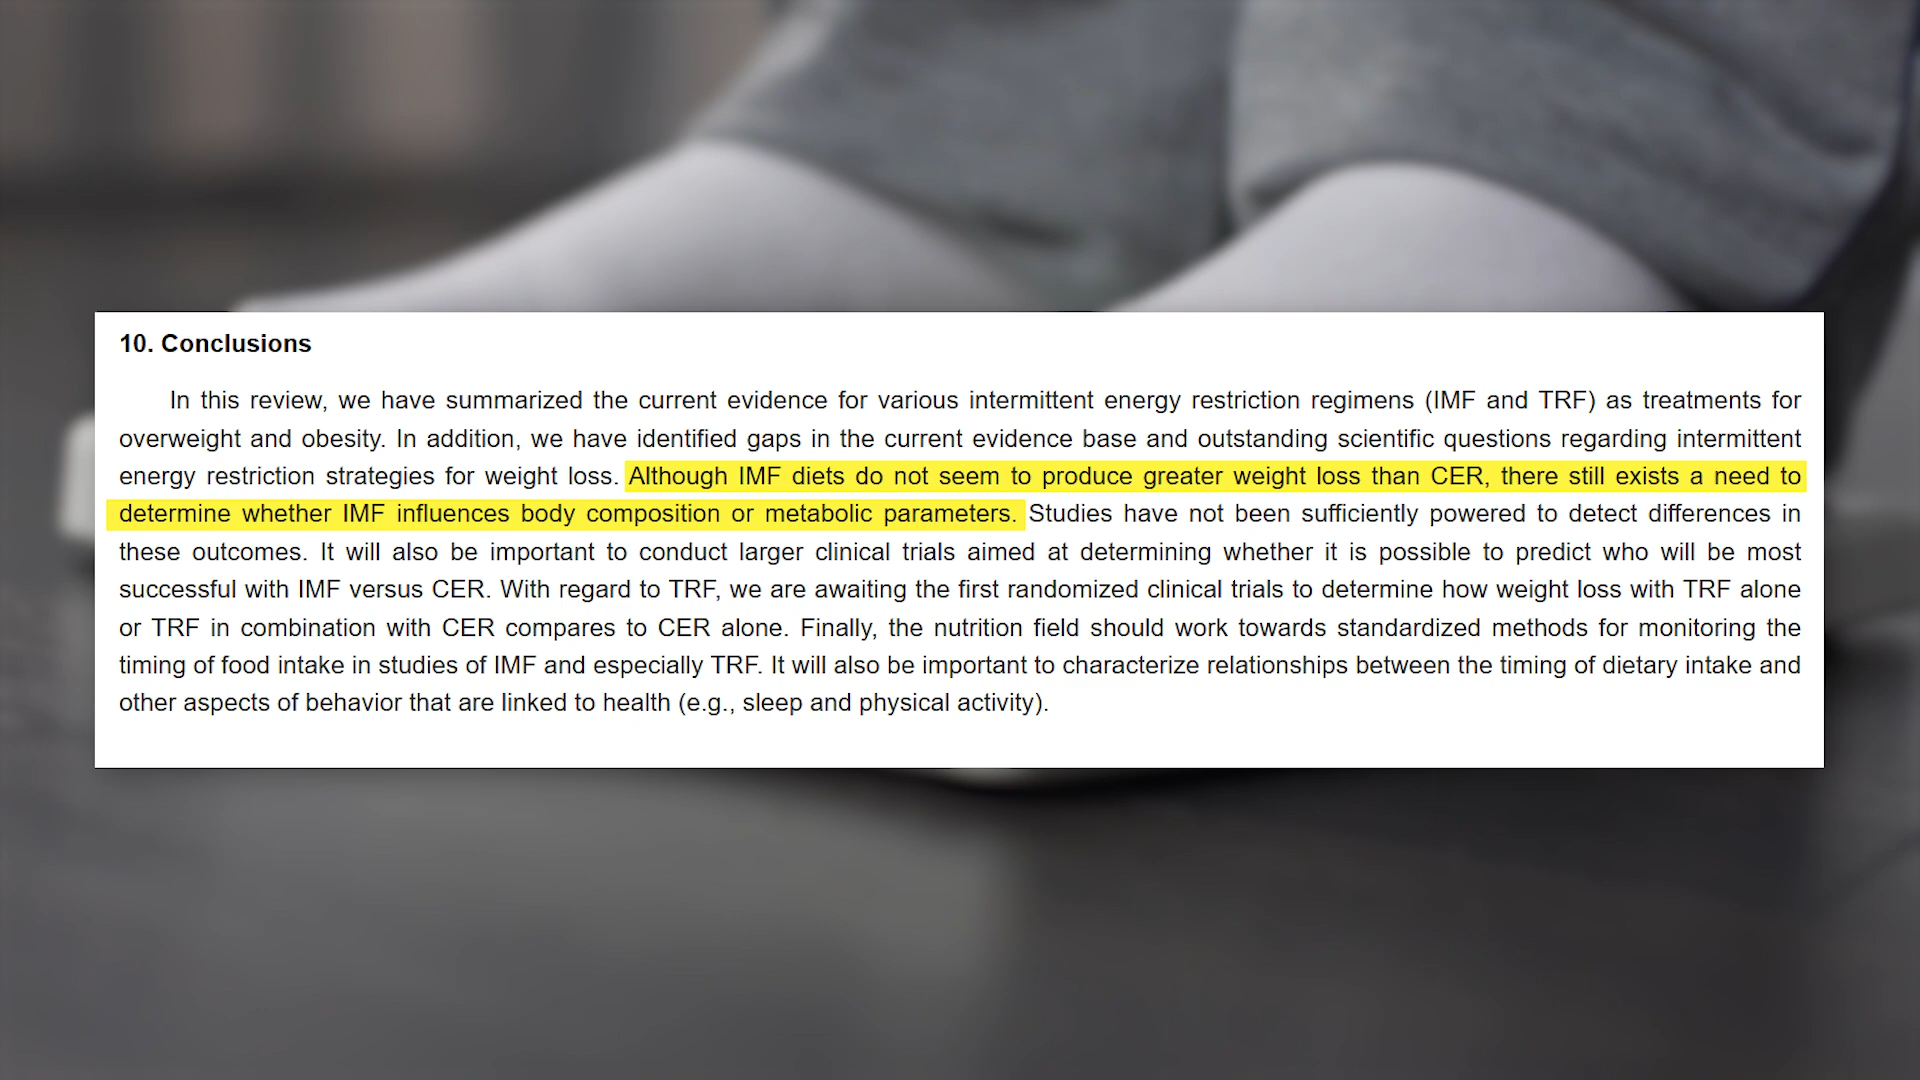 10. Conclusions
In this review, we have summarized the current evidence for various intermittent energy restriction regimens (IMF and TRF) as treatments for
overweight and obesity. In addition, we have identified gaps in the current evidence base and outstanding scientific questions regarding intermittent
energy restriction strategies for weight loss. Although IMF diets do not seem to produce greater weight loss than CER, there still exists a need to
determine whether IMF influences body composition or metabolic parameters. Studies have not been sufficiently powered to detect differences in
these outcomes. It will also be important to conduct larger clinical trials aimed at determining whether it is possible to predict who will be most
successful with IMF versus CER. With regard to TRF, we are awaiting the first randomized clinical trials to determine how weight loss with TRF alone
or TRF in combination with CER compares to CER alone. Finally, the nutrition field should work towards standardized methods for monitoring the
timing of food intake in studies of IMF and especially TRF. It will also be important to characterize relationships between the timing of dietary intake and
other aspects of behavior that are linked to health (e.g., sleep and physical activity).